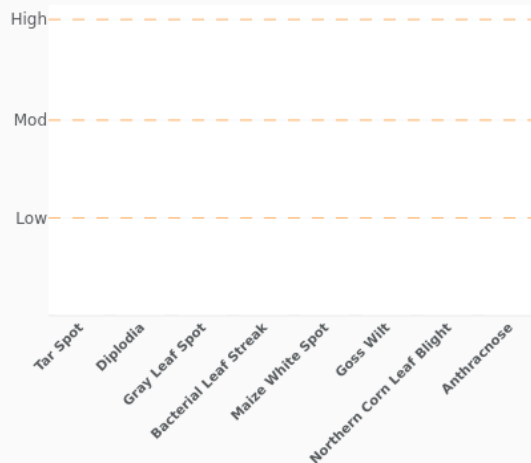 High
Mod
Low
Tar Spot
Diplodia
Gray Leaf Spot
Bacterial Leaf Streak
Maize White Spot
Goss Wilt
Northern Corn Leaf Blight
Anthracnose